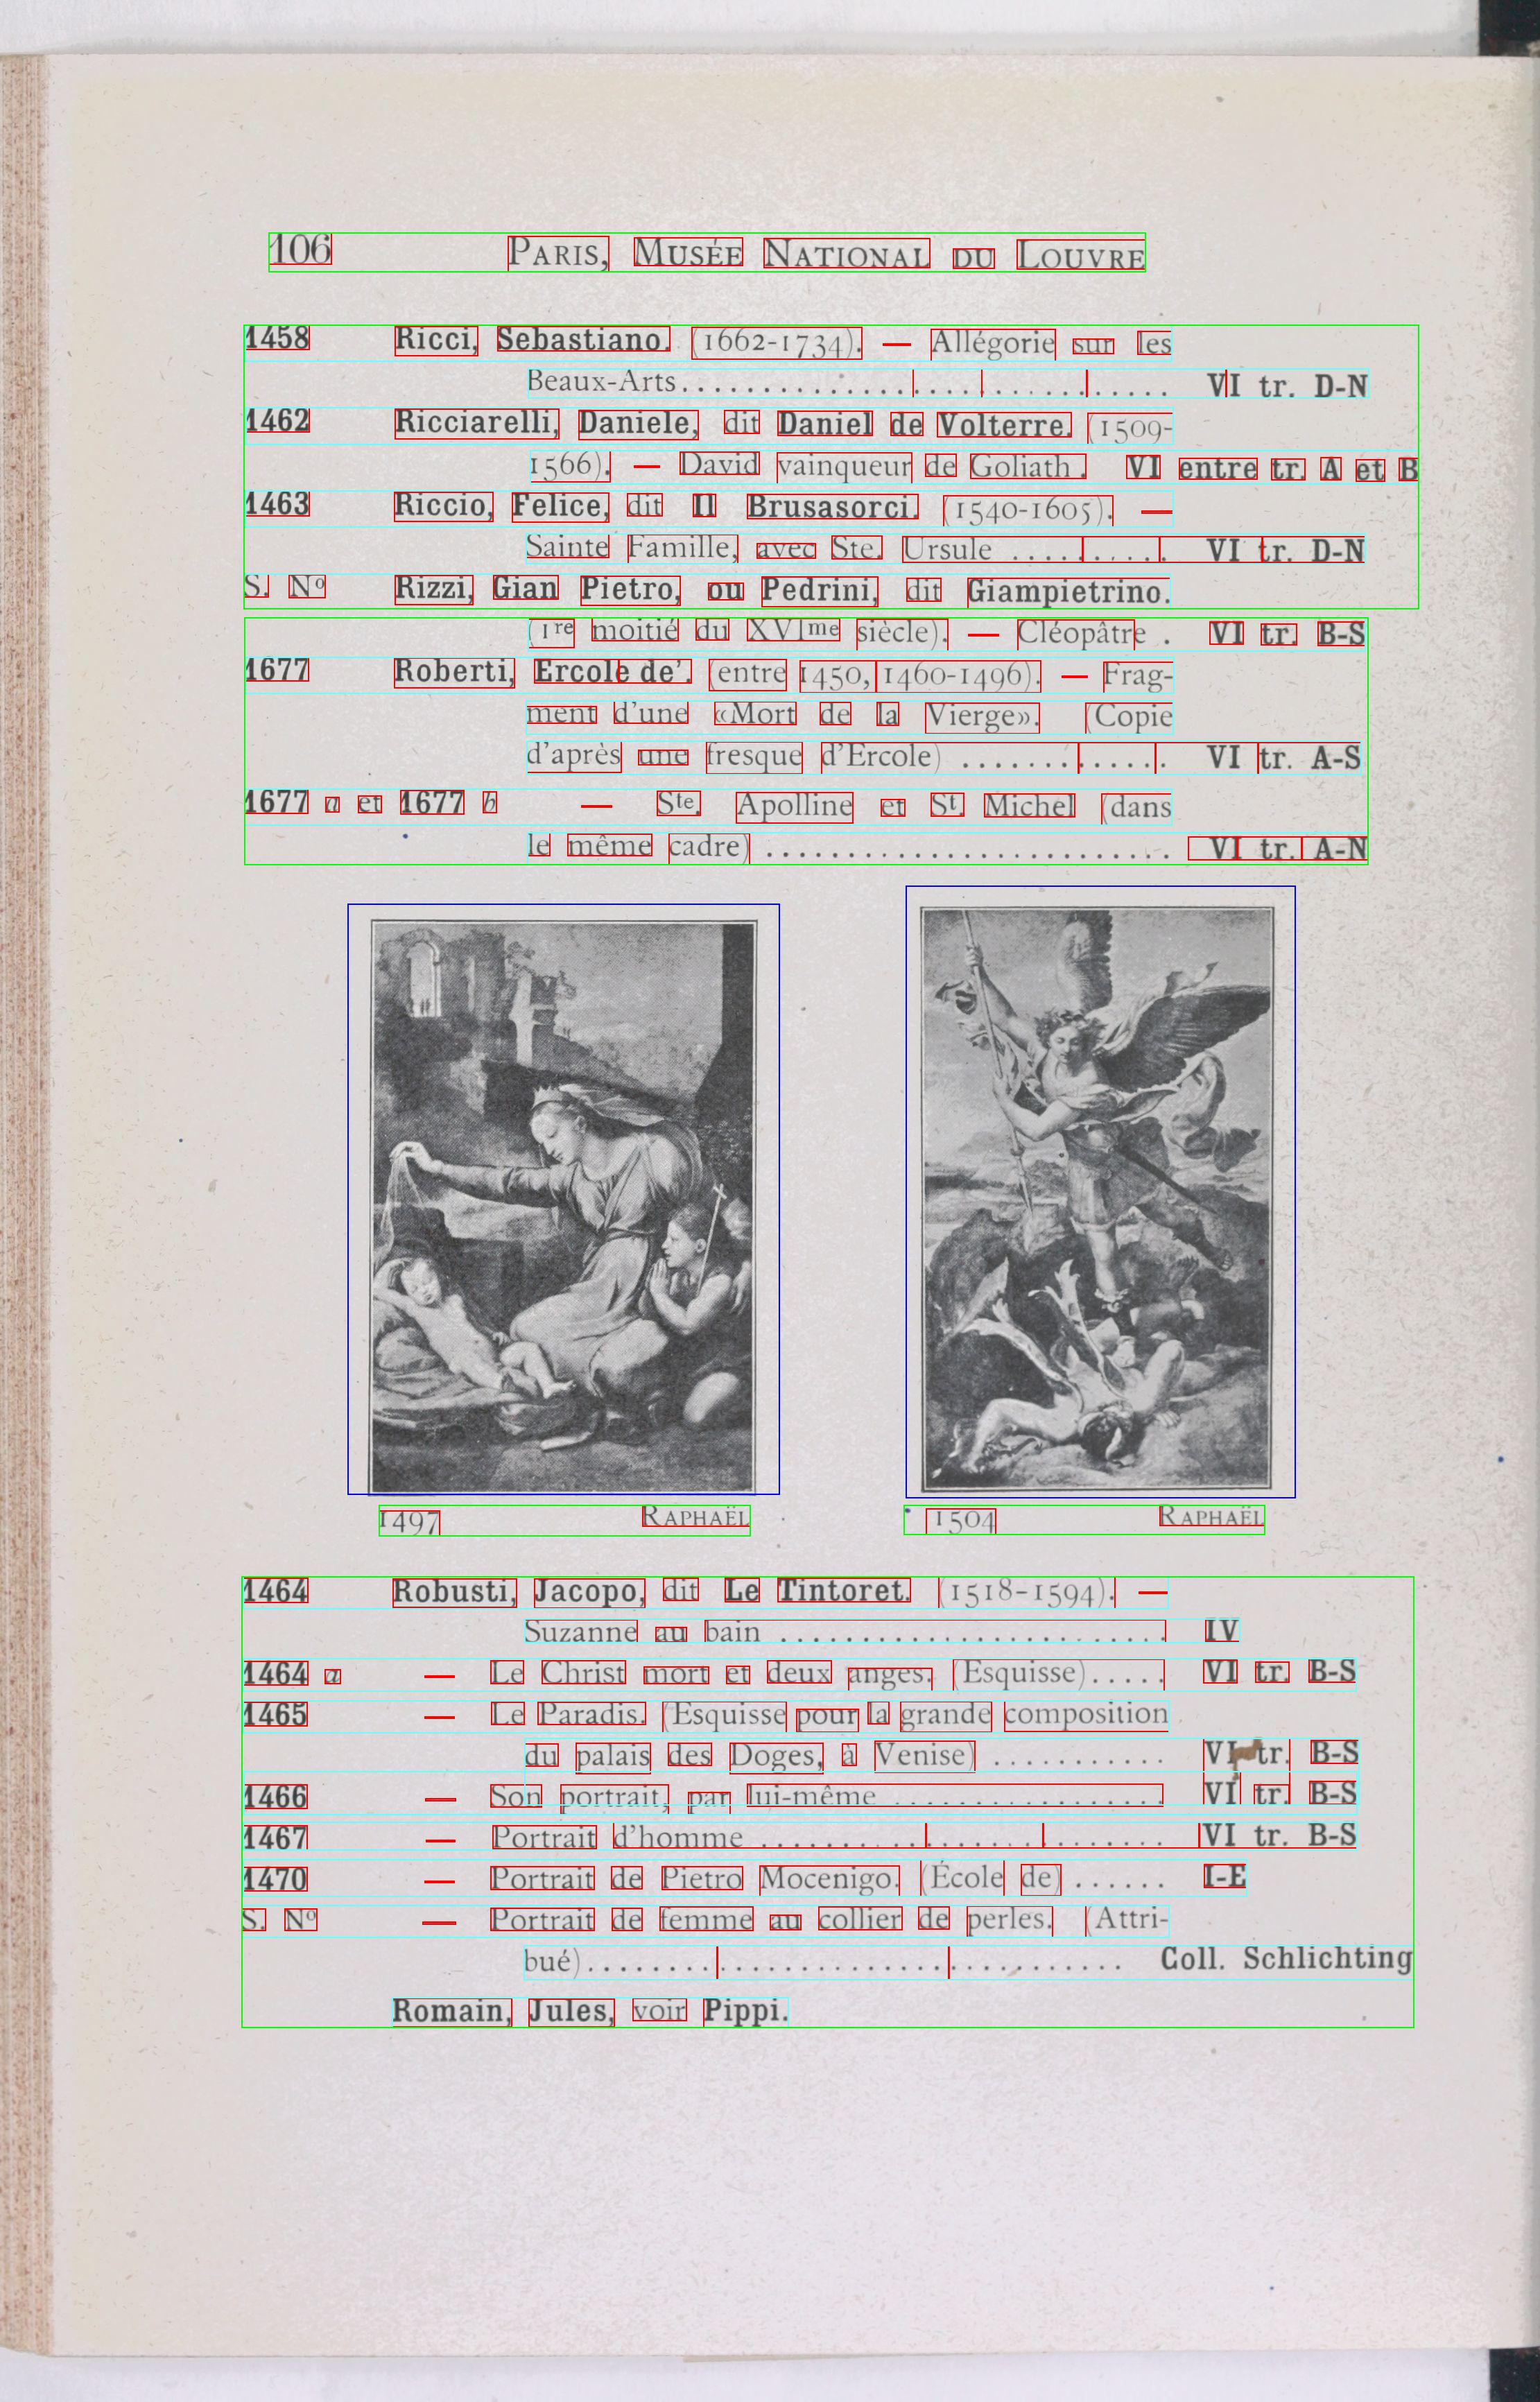 106 PARIS, MUSÉE NATIONAL DU LOUVRE
1458 Ricci, Sebastiano. (1662-1734). — Allégorie sur les
Beaux-Arts.................................... VI tr. D-N
1462 Ricciarelli, Daniele, dit Daniel de Volterre. (1509-
1566). — David vainqueur de Goliath. VI entre tr. A et B
1463 Riccio, Felice, dit Il Brusasorci. (1540-1605). —
Sainte Famille, avec Ste. Ursule .......... VI tr. D-N
S. Nº Rizzi, Gian Pietro, ou Pedrini, dit Giampietrino.
(1re moitié du XVIme siècle). — Cléopâtre . VI tr. B-S
1677 Roberti, Ercole de'. (entre 1450, 1460-1496). — Frag-
ment d'une «Mort de la Vierge». (Copie
d'après une fresque d'Ercole) ............. VI tr. A-S
1677 a et 1677 b — Ste. Apolline et St. Michel (dans
le même cadre) .............................. VI tr. A-N
1497 RAPHAËL
1504 RAPHAËL
1464 Robusti, Jacopo, dit Le Tintoret. (1518-1594). —
Suzanne au bain ............................. IV
1464 a — Le Christ mort et deux anges. (Esquisse)..... VI tr. B-S
1465 — Le Paradis. (Esquisse pour la grande composition
du palais des Doges, à Venise) ........... VI tr. B-S
1466 — Son portrait, par lui-même .................... VI tr. B-S
1467 — Portrait d'homme .............................. VI tr. B-S
1470 — Portrait de Pietro Mocenigo. (École de) ...... I-E
S. Nº — Portrait de femme au collier de perles. (Attri-
bué)..................................... Coll. Schlichting
Romain, Jules, voir Pippi.